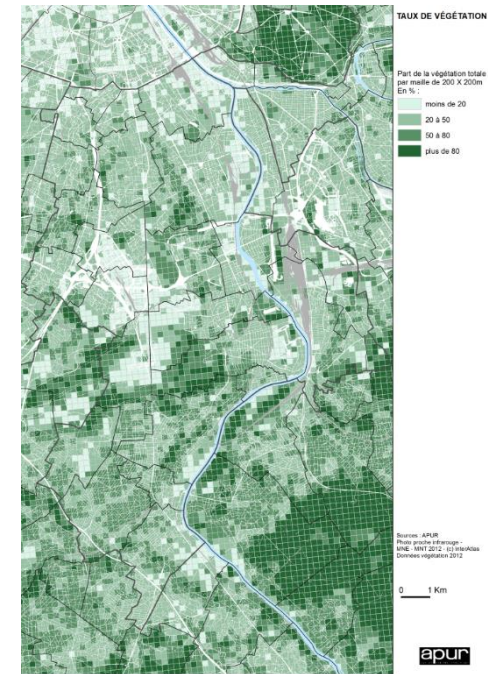 TAUX DE VÉGÉTATION
Part de la végétation totale
par maille de 200 X 200m
En % :
moins de 20
20 à 50
50 à 80
plus de 80
Sources : APUR
Photo proche infrarouge -
MNE - MNT 2012 - (c) InterAtlas
Données végétation 2012
0 1 Km
apur